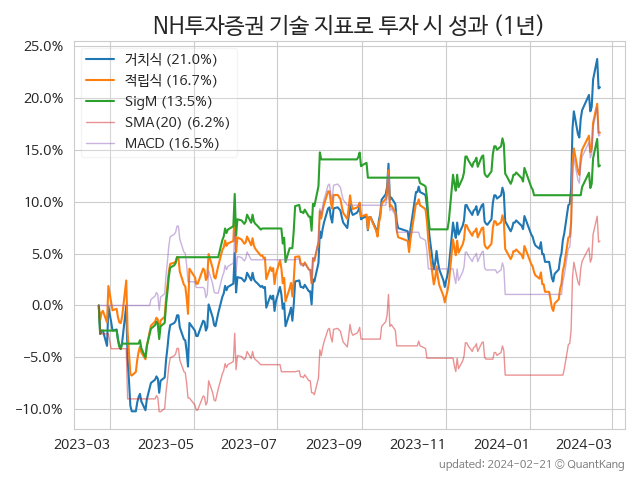 NH투자증권 기술 지표로 투자 시 성과 (1년)
25.0%
20.0%
15.0%
10.0%
5.0%
0.0%
−5.0%
−10.0%
거치식 (21.0%)
적립식 (16.7%)
SigM (13.5%)
SMA(20) (6.2%)
MACD (16.5%)
2023-03 2023-05 2023-07 2023-09 2023-11 2024-01 2024-03
updated: 2024-02-21 © QuantKang